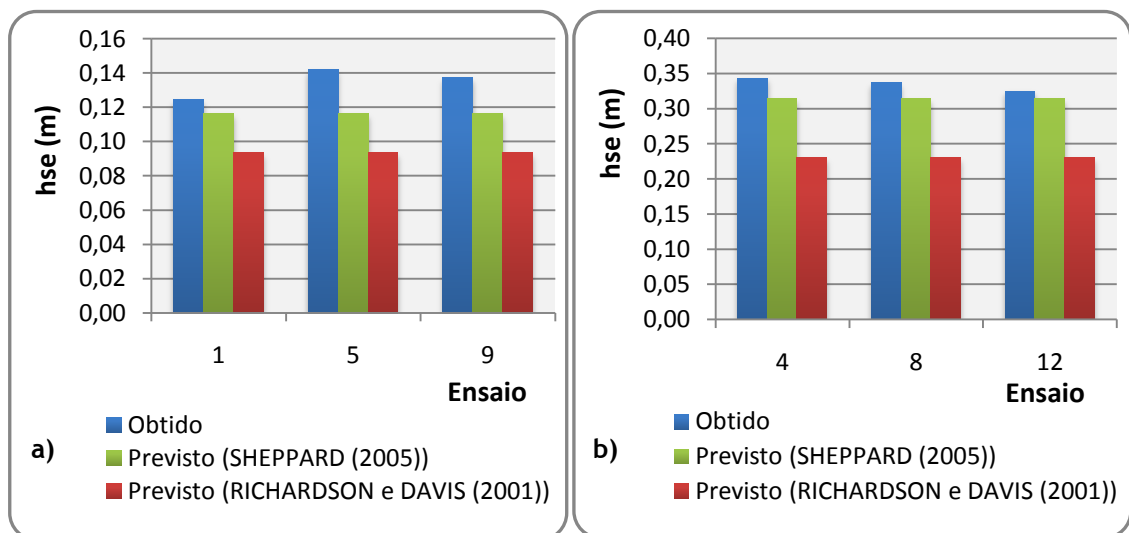 hse (m)
0,16
0,14
0,12
0,10
0,08
0,06
0,04
0,02
0,00
1 5 9
Ensaio
Obtido
Previsto (SHEPPARD (2005))
Previsto (RICHARDSON e DAVIS (2001))
a)
hse (m)
0,40
0,35
0,30
0,25
0,20
0,15
0,10
0,05
0,00
4 8 12
Ensaio
Obtido
Previsto (SHEPPARD (2005))
Previsto (RICHARDSON e DAVIS (2001))
b)